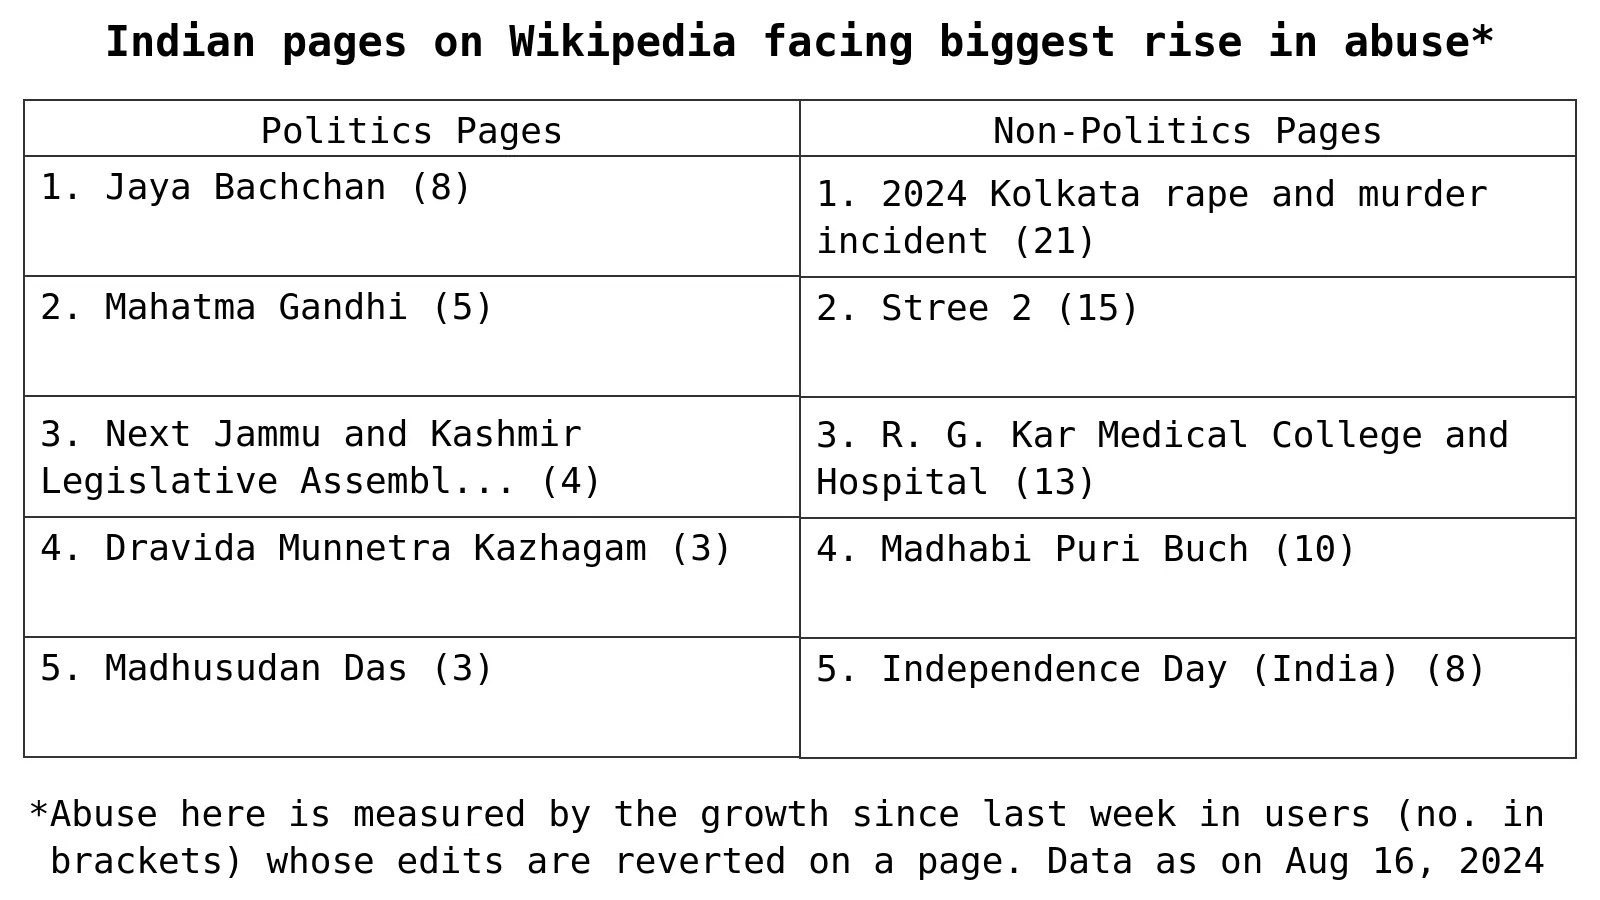 Indian pages on Wikipedia facing biggest rise in abuse*
Politics Pages
Non-Politics Pages
1. Jaya Bachchan (8)
1. 2024 Kolkata rape and murder
incident (21)
2. Mahatma Gandhi (5)
2. Stree 2 (15)
3. Next Jammu and Kashmir
Legislative Assembl... (4)
3. R. G. Kar Medical College and
Hospital (13)
4. Dravida Munnetra Kazhagam (3)
4. Madhabi Puri Buch (10)
5. Madhusudan Das (3)
5. Independence Day (India) (8)
*Abuse here is measured by the growth since last week in users (no. in
brackets) whose edits are reverted on a page. Data as on Aug 16, 2024